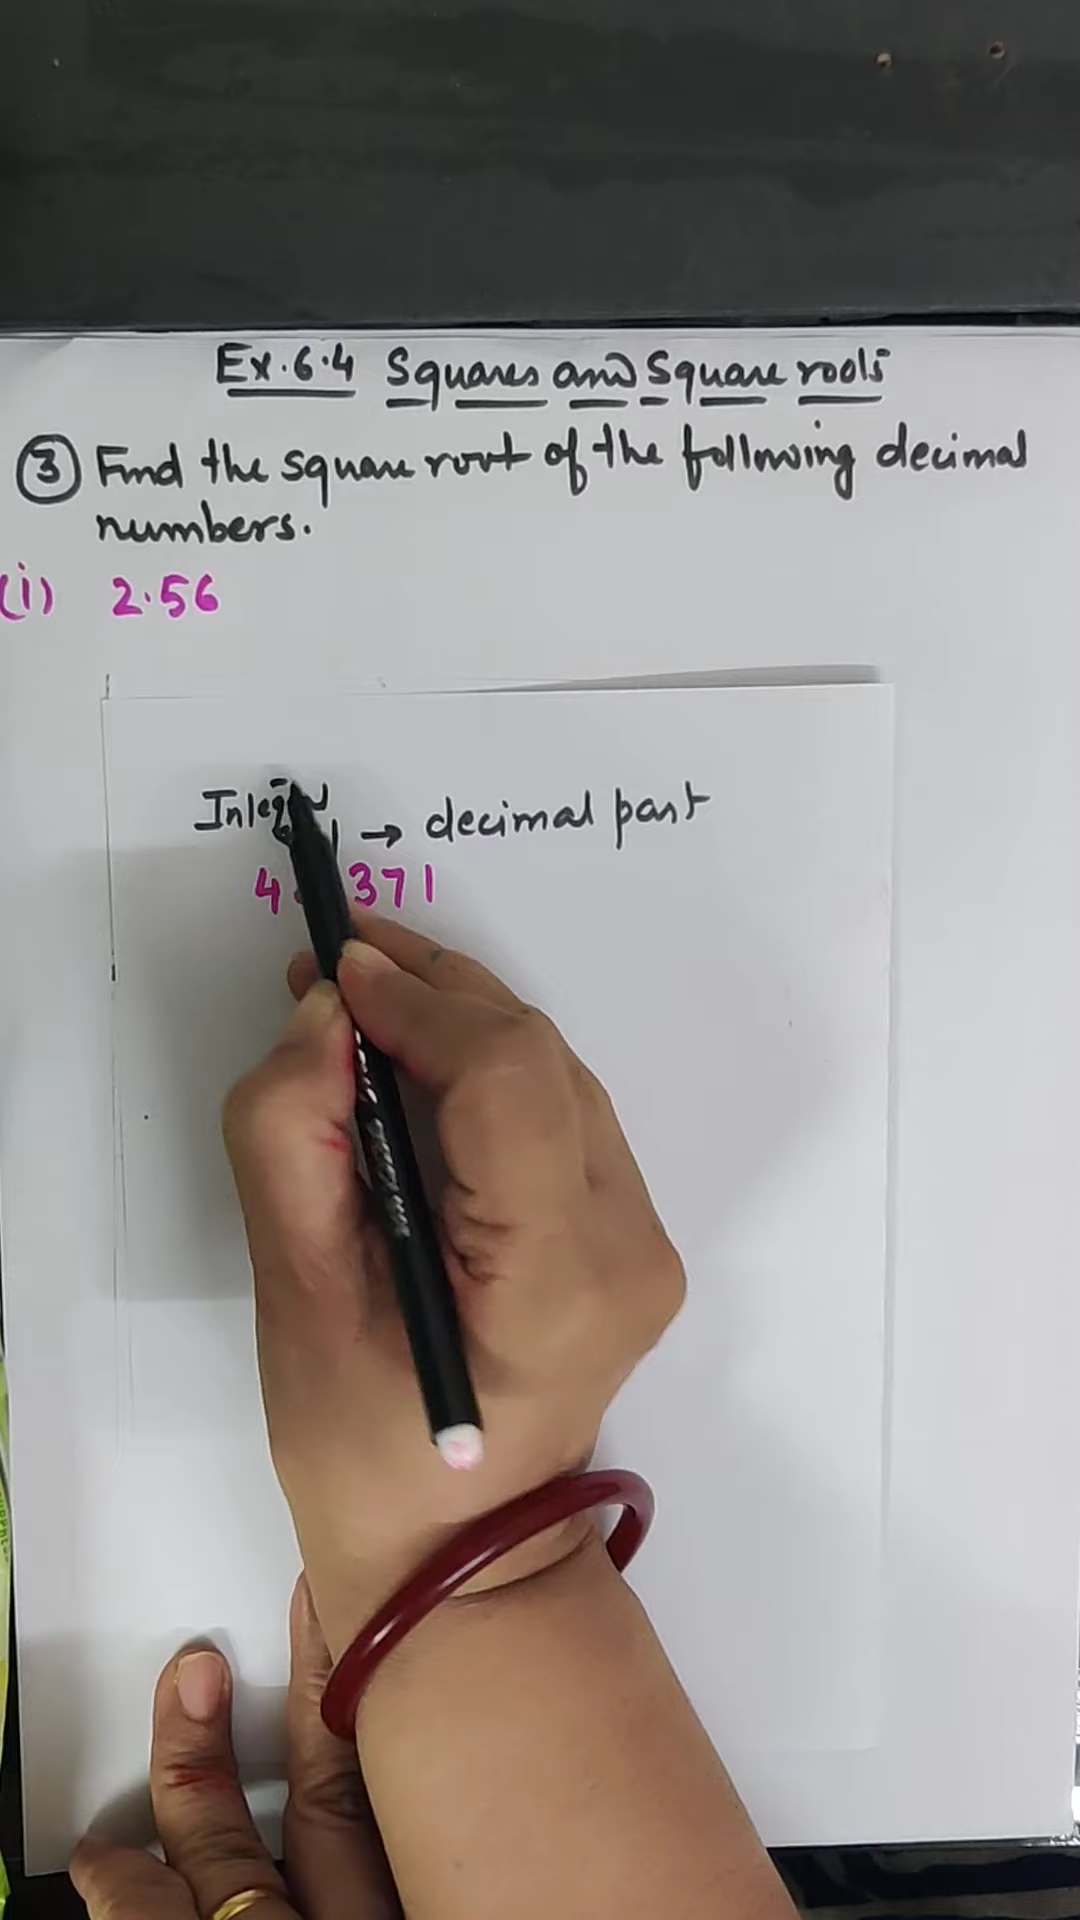 Ex.6.4 Squares and Square roots
③ Find the square root of the following decimal
numbers.
(i) 2.56
→ decimal part
371